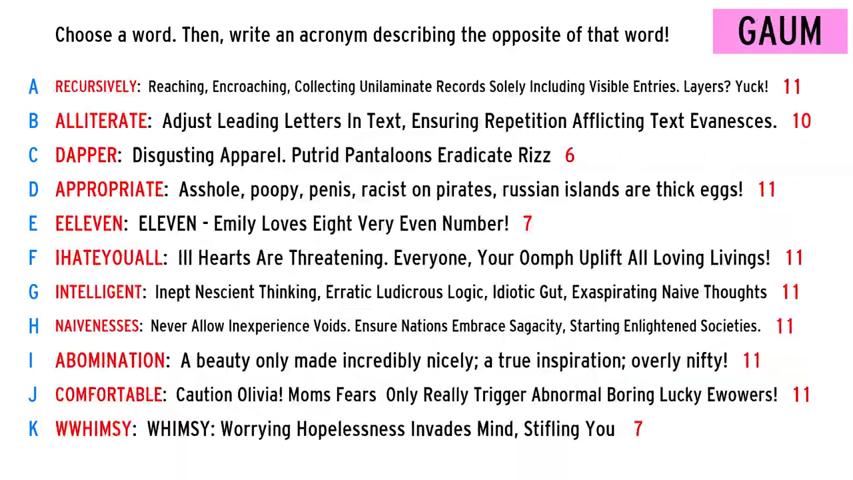 Choose a word. Then, write an acronym describing the opposite of that word!
GAUM
A RECURSIVELY: Reaching, Encroaching, Collecting Unilaminate Records Solely Including Visible Entries. Layers? Yuck! 11
B ALLITERATE: Adjust Leading Letters In Text, Ensuring Repetition Afflicting Text Evanesces. 10
C DAPPER: Disgusting Apparel. Putrid Pantaloons Eradicate Rizz 6
D APPROPRIATE: Asshole, poopy, penis, racist on pirates, russian islands are thick eggs! 11
E EELEVEN: ELEVEN - Emily Loves Eight Very Even Number! 7
F IHATEYOUALL: Ill Hearts Are Threatening. Everyone, Your Oomph Uplift All Loving Livings! 11
G INTELLIGENT: Inept Nescient Thinking, Erratic Ludicrous Logic, Idiotic Gut, Exaspirating Naive Thoughts 11
H NAIVENESSES: Never Allow Inexperience Voids. Ensure Nations Embrace Sagacity, Starting Enlightened Societies. 11
I ABOMINATION: A beauty only made incredibly nicely; a true inspiration; overly nifty! 11
J COMFORTABLE: Caution Olivia! Moms Fears Only Really Trigger Abnormal Boring Lucky Ewowers! 11
K WWHIMSY: WHIMSY: Worrying Hopelessness Invades Mind, Stifling You 7